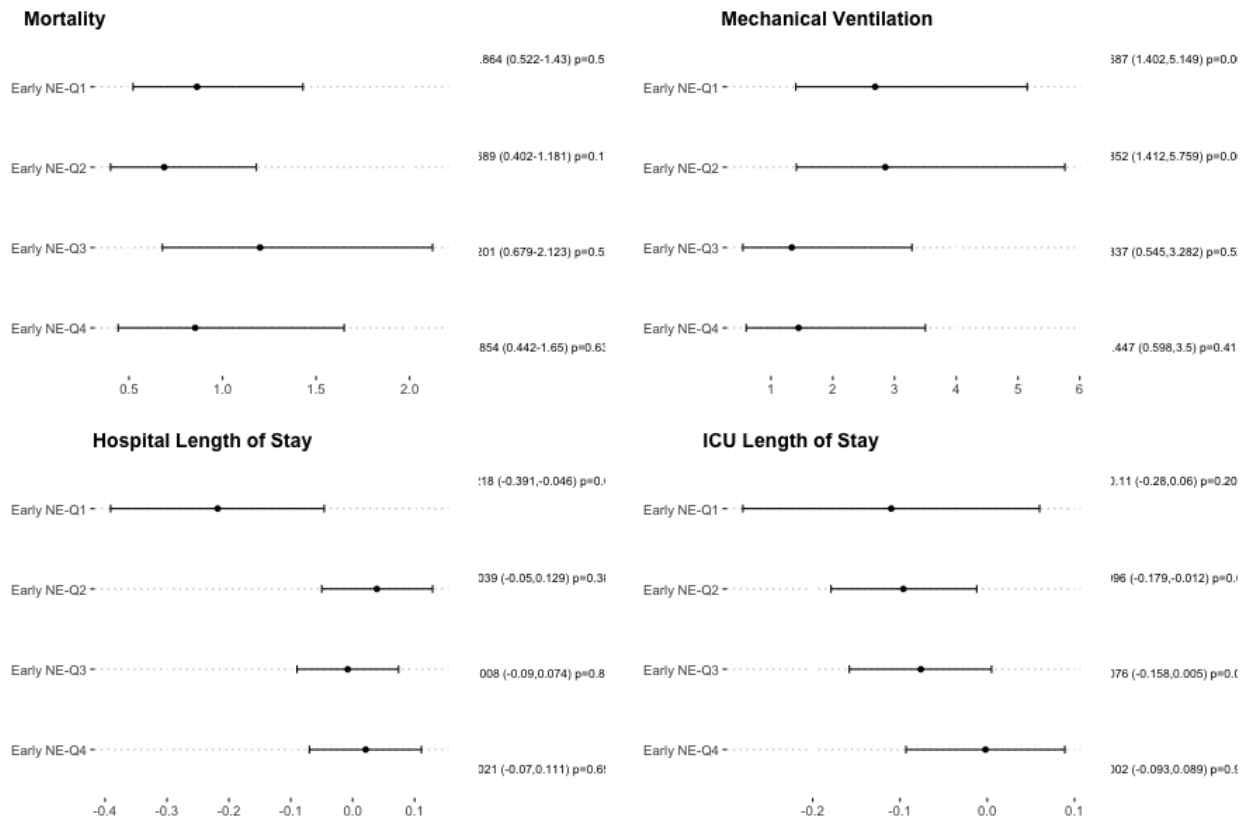 Mortality
.864 (0.522-1.43) p=0.5
Early NE-Q1
(0.402-1.181) p=0.1
Early NE-Q2
(0.679-2.123) p=0.5
Early NE-Q3
Early NE-Q4
854 (0.442-1.65) p=0.63
0.5 1.0 1.5 2.0
Mechanical Ventilation
(1.402,5.149) p=0.0
Early NE-Q1
(1.412,5.759) p=0.0
Early NE-Q2
(0.545,3.282) p=0.5
Early NE-Q3
Early NE-Q4
.447 (0.598,3.5) p=0.41
1 2 3 4 5 6
Hospital Length of Stay
(-0.391,-0.046) p=0.
Early NE-Q1
039 (-0.05,0.129) p=0.3
Early NE-Q2
008 (-0.09,0.074) p=0.8
Early NE-Q3
Early NE-Q4
021 (-0.07,0.111) p=0.6
-0.4 -0.3 -0.2 -0.1 0.0 0.1
ICU Length of Stay
0.11 (-0.28,0.06) p=0.20
Early NE-Q1
(-0.179,-0.012) p=0.
Early NE-Q2
076 (-0.158,0.005) p=0.
Early NE-Q3
Early NE-Q4
002 (-0.093,0.089) p=0.9
-0.2 -0.1 0.0 0.1